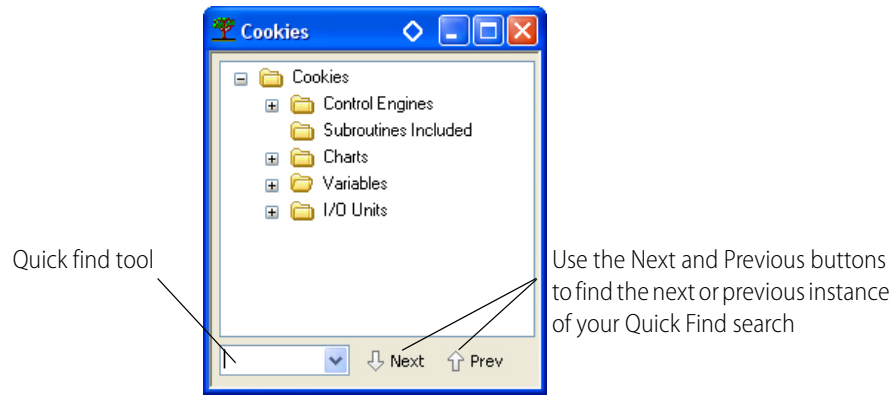 Cookies
Cookies
Control Engines
Subroutines Included
Charts
Variables
I/O Units
Quick find tool
Use the Next and Previous buttons
to find the next or previous instance
of your Quick Find search
Next
Prev